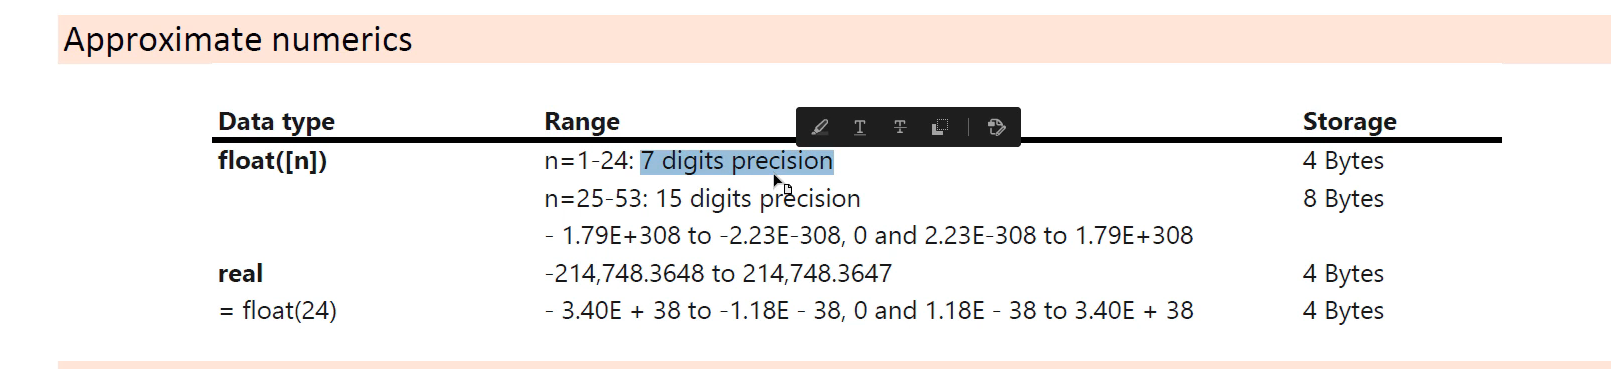 Approximate numerics
Data type Range Storage
float([n]) n=1-24: 7 digits precision 4 Bytes
n=25-53: 15 digits precision 8 Bytes
- 1.79E+308 to -2.23E-308, 0 and 2.23E-308 to 1.79E+308
real -214,748.3648 to 214,748.3647 4 Bytes
= float(24) - 3.40E + 38 to -1.18E - 38, 0 and 1.18E - 38 to 3.40E + 38 4 Bytes